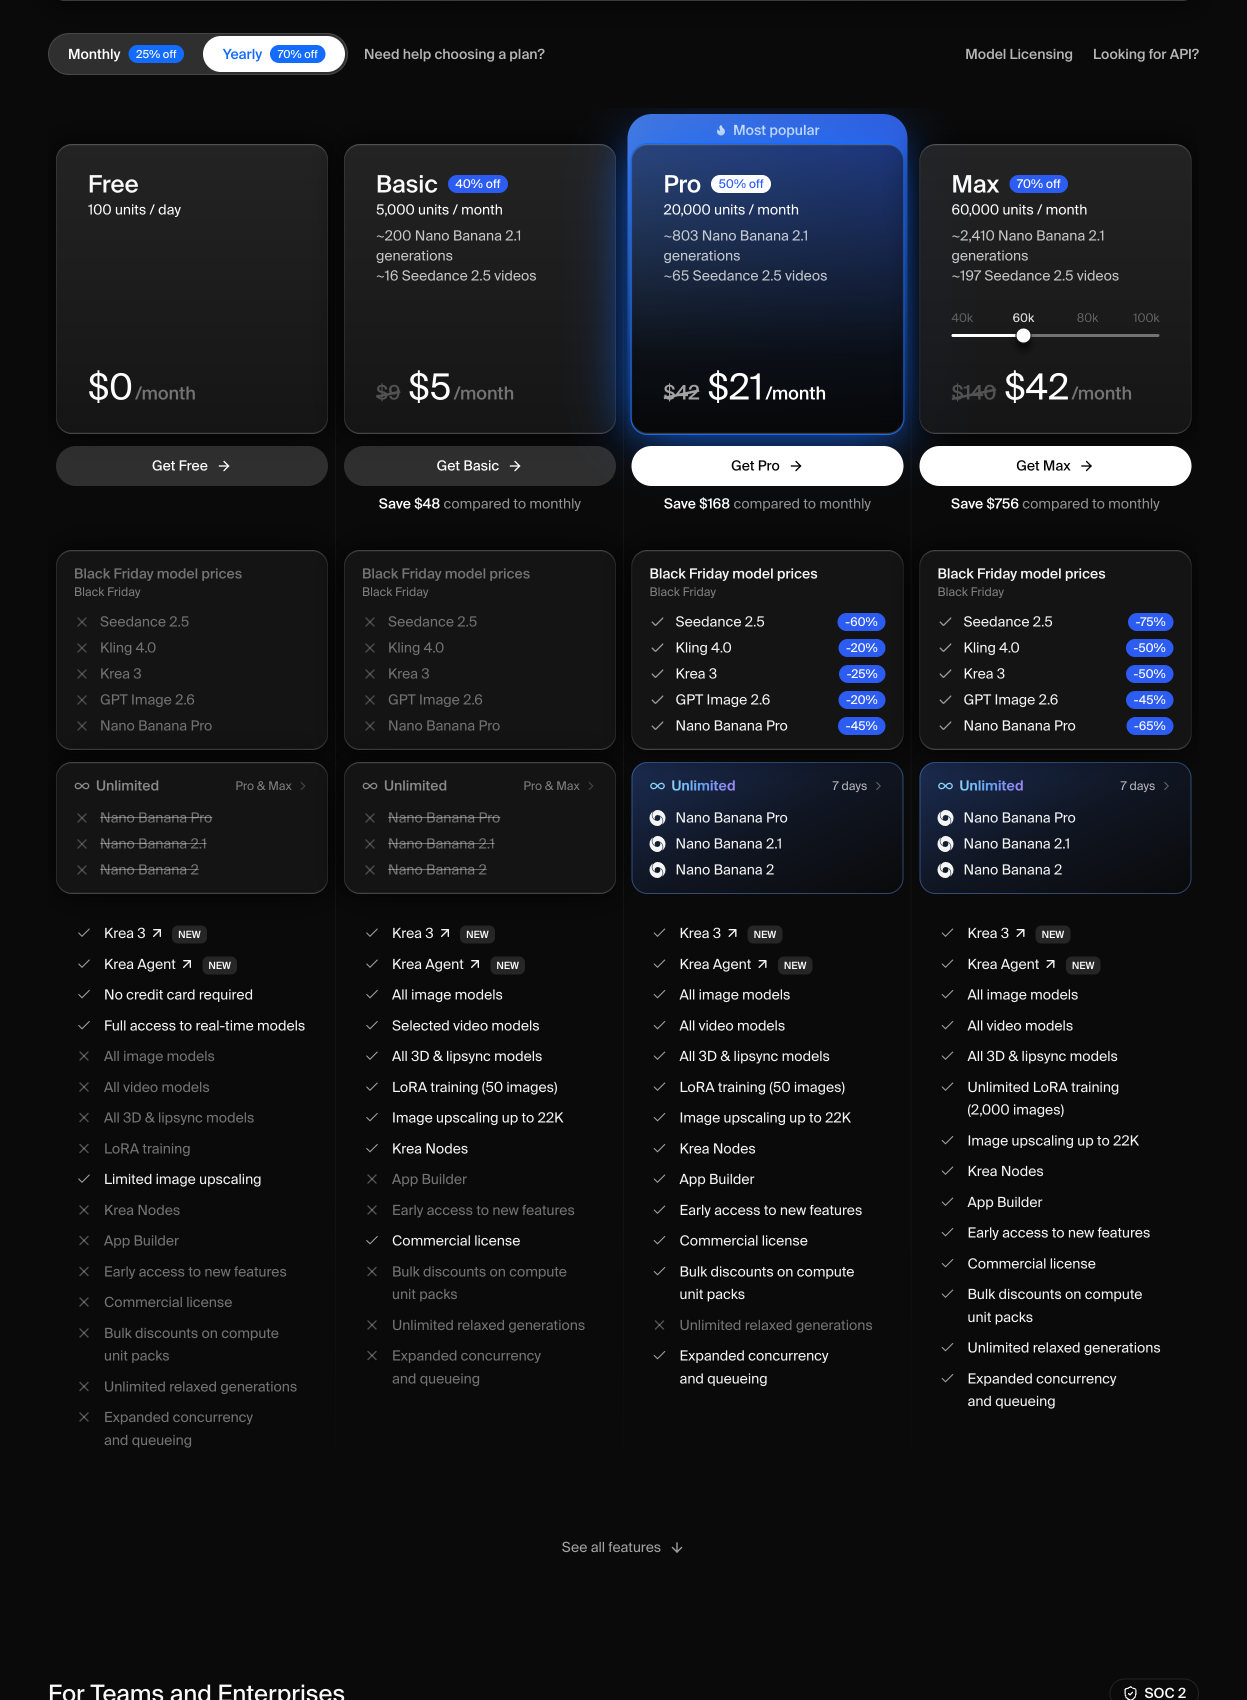 Monthly 25% off Yearly 70% off Need help choosing a plan? Model Licensing Looking for API?
Free
100 units / day
$0/month
Get Free →
Basic 40% off
5,000 units / month
~200 Nano Banana 2.1
generations
~16 Seedance 2.5 videos
$9 $5/month
Get Basic →
Save $48 compared to monthly
Most popular
Pro 50% off
20,000 units / month
~803 Nano Banana 2.1
generations
~65 Seedance 2.5 videos
$42 $21/month
Get Pro →
Save $168 compared to monthly
Max 70% off
60,000 units / month
~2,410 Nano Banana 2.1
generations
~197 Seedance 2.5 videos
40k 60k 80k 100k
$140 $42/month
Get Max →
Save $756 compared to monthly
Black Friday model prices
Black Friday
Seedance 2.5
Kling 4.0
Krea 3
GPT Image 2.6
Nano Banana Pro
Black Friday model prices
Black Friday
Seedance 2.5
Kling 4.0
Krea 3
GPT Image 2.6
Nano Banana Pro
Black Friday model prices
Black Friday
Seedance 2.5 -60%
Kling 4.0 -20%
Krea 3 -25%
GPT Image 2.6 -20%
Nano Banana Pro -45%
Black Friday model prices
Black Friday
Seedance 2.5 -75%
Kling 4.0 -50%
Krea 3 -50%
GPT Image 2.6 -45%
Nano Banana Pro -65%
Unlimited Pro & Max
Nano Banana Pro
Nano Banana 2.1
Nano Banana 2
Unlimited Pro & Max
Nano Banana Pro
Nano Banana 2.1
Nano Banana 2
Unlimited 7 days
Nano Banana Pro
Nano Banana 2.1
Nano Banana 2
Unlimited 7 days
Nano Banana Pro
Nano Banana 2.1
Nano Banana 2
Krea 3 ↗ NEW
Krea Agent ↗ NEW
No credit card required
Full access to real-time models
All image models
All video models
All 3D & lipsync models
LoRA training
Limited image upscaling
Krea Nodes
App Builder
Early access to new features
Commercial license
Bulk discounts on compute
unit packs
Unlimited relaxed generations
Expanded concurrency
and queueing
Krea 3 ↗ NEW
Krea Agent ↗ NEW
All image models
Selected video models
All 3D & lipsync models
LoRA training (50 images)
Image upscaling up to 22K
Krea Nodes
App Builder
Early access to new features
Commercial license
Bulk discounts on compute
unit packs
Unlimited relaxed generations
Expanded concurrency
and queueing
Krea 3 ↗ NEW
Krea Agent ↗ NEW
All image models
All video models
All 3D & lipsync models
LoRA training (50 images)
Image upscaling up to 22K
Krea Nodes
App Builder
Early access to new features
Commercial license
Bulk discounts on compute
unit packs
Unlimited relaxed generations
Expanded concurrency
and queueing
Krea 3 ↗ NEW
Krea Agent ↗ NEW
All image models
All video models
All 3D & lipsync models
Unlimited LoRA training
(2,000 images)
Image upscaling up to 22K
Krea Nodes
App Builder
Early access to new features
Commercial license
Bulk discounts on compute
unit packs
Unlimited relaxed generations
Expanded concurrency
and queueing
See all features ↓
For Teams and Enterprises SOC 2